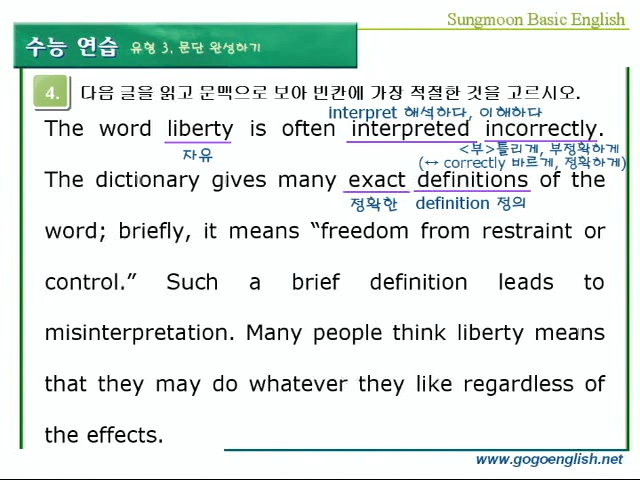 Sungmoon Basic English
수능 연습 유형 3. 문단 완성하기
4. 다음 글을 읽고 문맥으로 보아 빈칸에 가장 적절한 것을 고르시오.
interpret 해석하다, 이해하다
The word liberty is often interpreted incorrectly.
자유
<부>틀리게, 부정확하게
(↔ correctly 바르게, 정확하게)
The dictionary gives many exact definitions of the
정확한 definition 정의
word; briefly, it means “freedom from restraint or
control.” Such a brief definition leads to
misinterpretation. Many people think liberty means
that they may do whatever they like regardless of
the effects.
www.gogoenglish.net